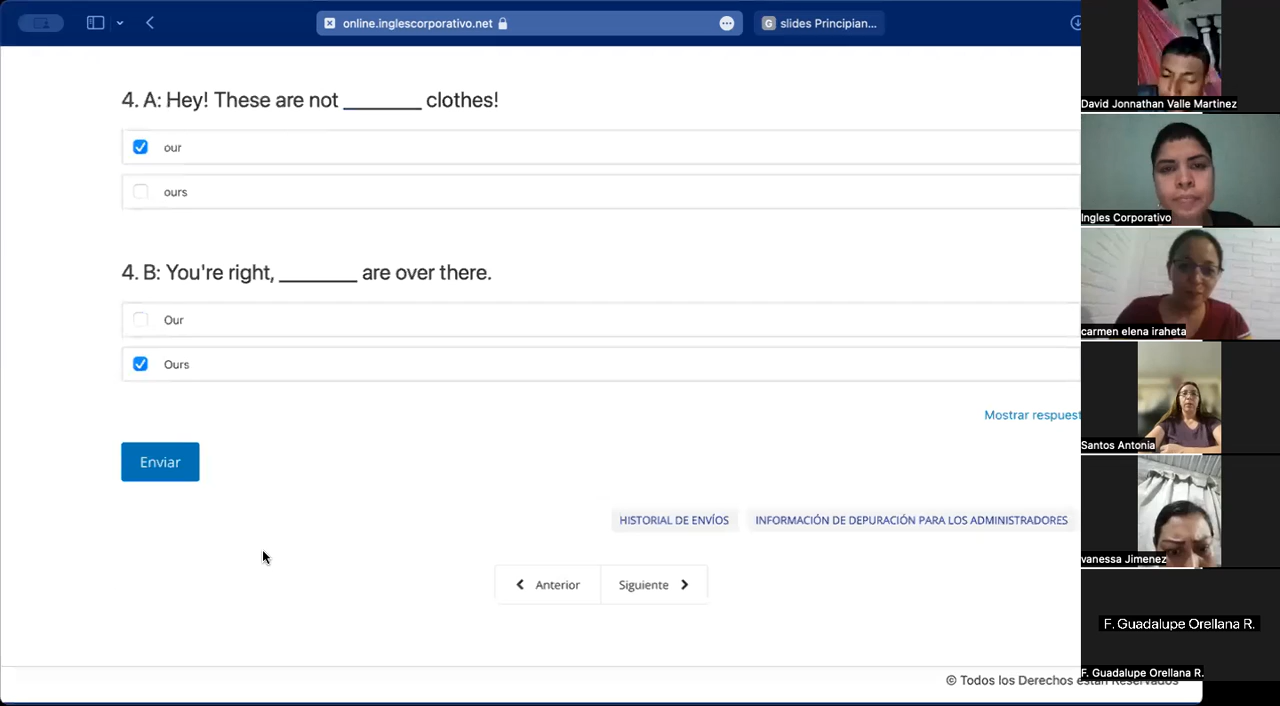 online.inglescorporativo.net
slides Principian...
4. A: Hey! These are not ________ clothes!
our
ours
4. B: You're right, ________ are over there.
Our
Ours
Mostrar respuest
Enviar
HISTORIAL DE ENVÍOS
INFORMACIÓN DE DEPURACIÓN PARA LOS ADMINISTRADORES
Anterior
Siguiente
© Todos los Derechos están Reservados
David Jonnathan Valle Martinez
Ingles Corporativo
carmen elena iraheta
Santos Antonia
vanessa Jimenez
F. Guadalupe Orellana R.
F. Guadalupe Orellana R.